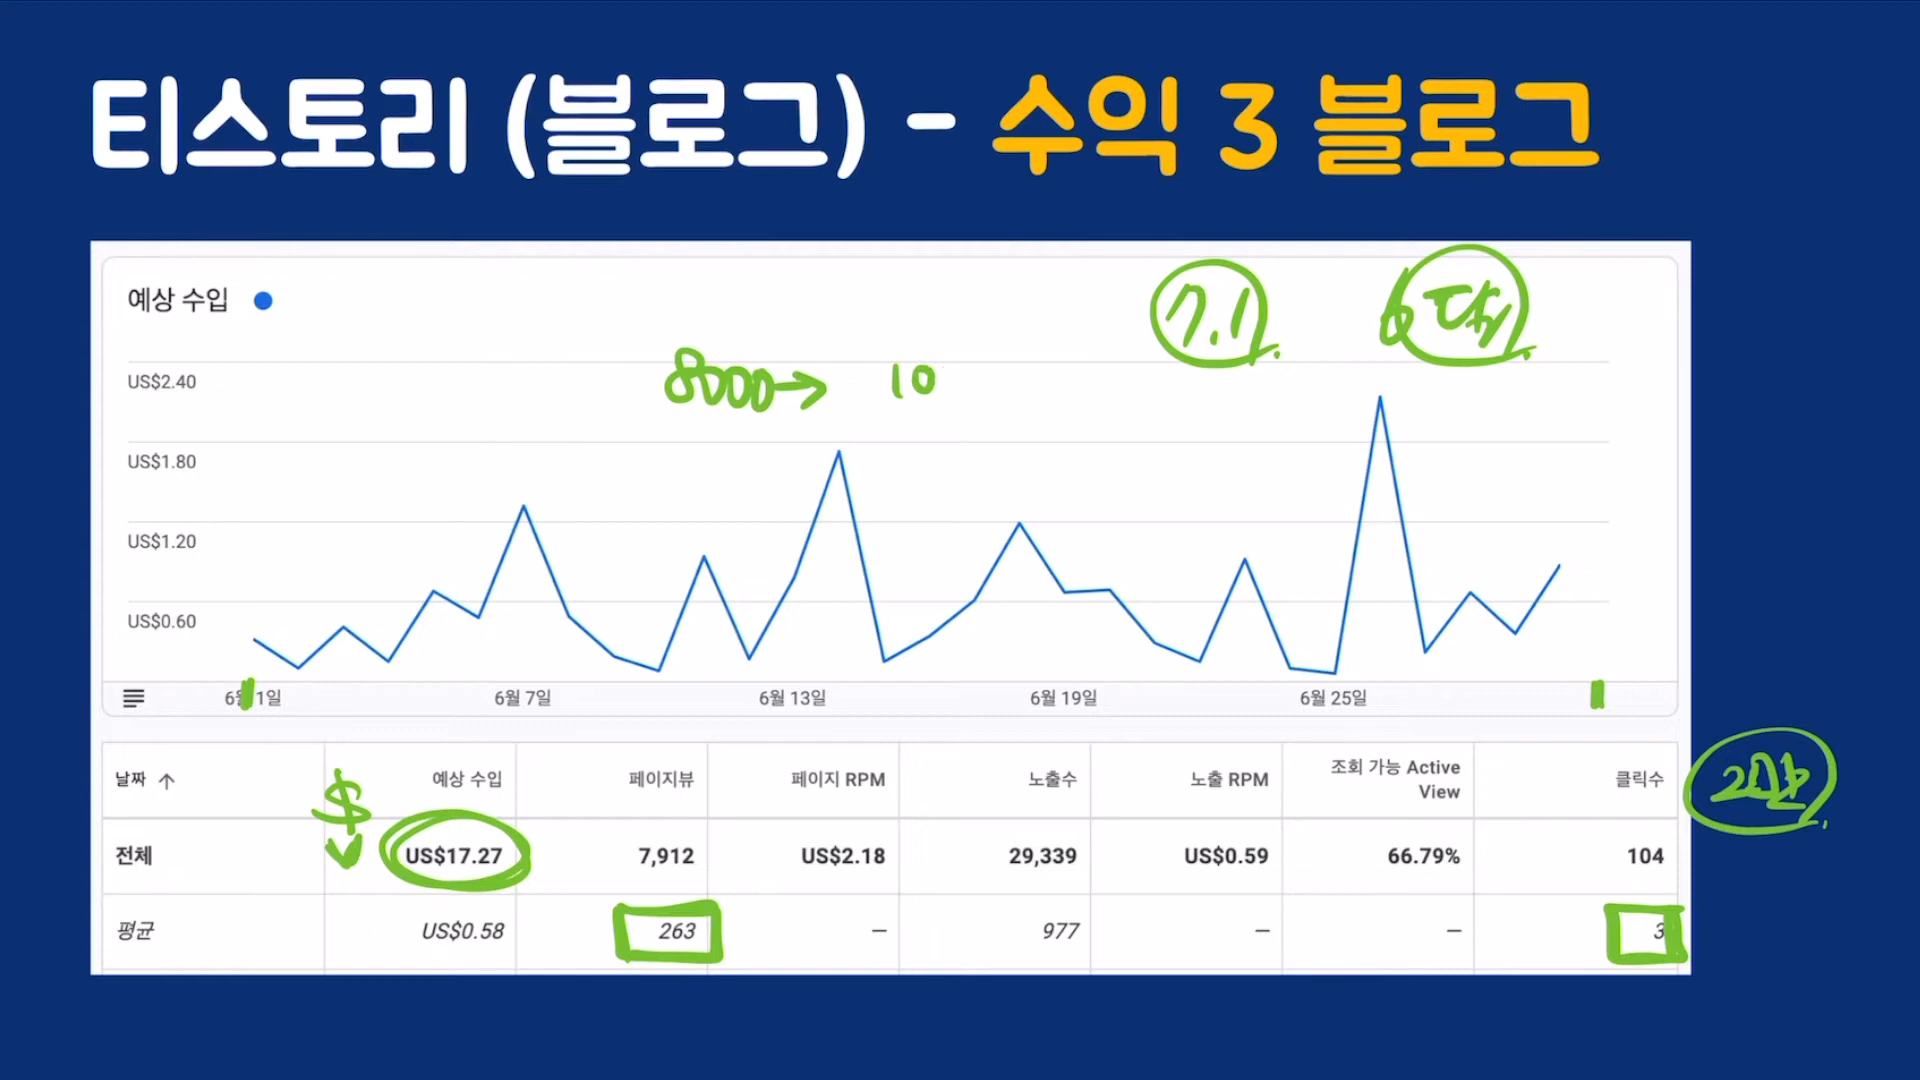 티스토리 (블로그) - 수익 3 블로그
예상 수입
7.1
6달
8000→ 10
US$2.40
US$1.80
US$1.20
US$0.60
6월 1일 6월 7일 6월 13일 6월 19일 6월 25일
날짜 ↑ 예상 수입 페이지뷰 페이지 RPM 노출수 노출 RPM 조회 가능 Active View 클릭수
$
전체 US$17.27 7,912 US$2.18 29,339 US$0.59 66.79% 104
평균 US$0.58 263 — 977 — — 3